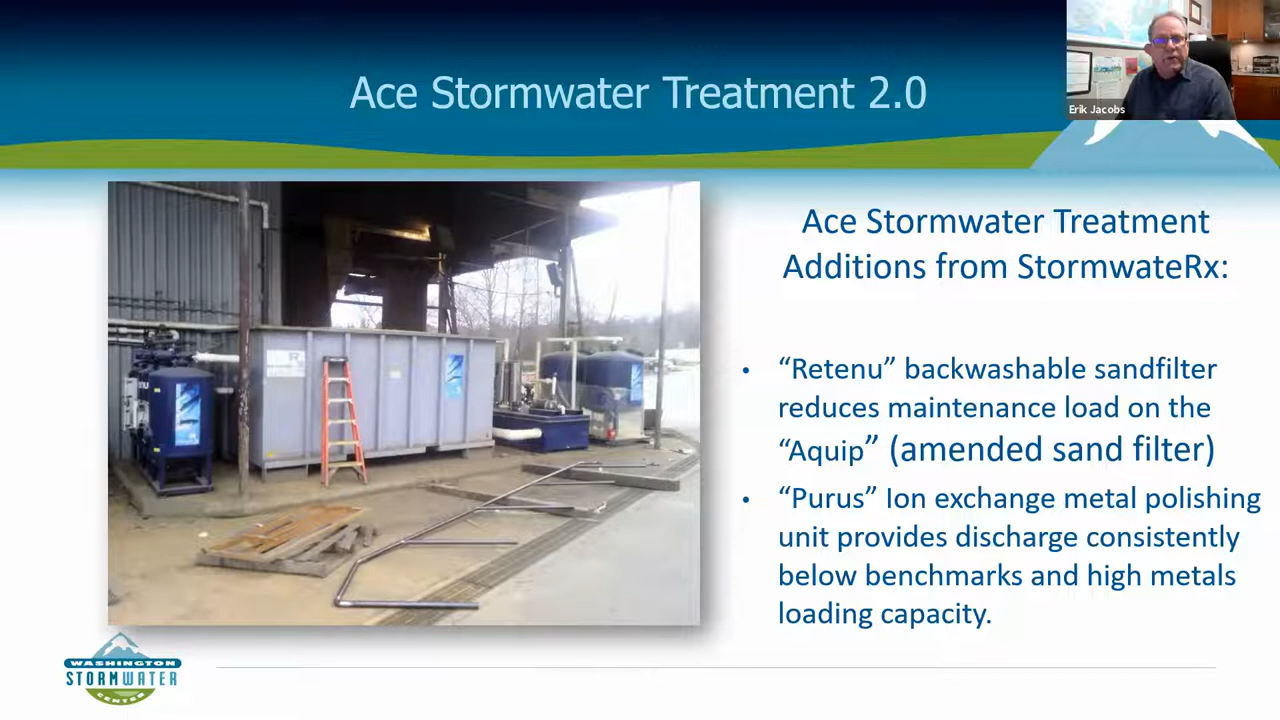 Ace Stormwater Treatment 2.0
Erik Jacobs
Ace Stormwater Treatment
Additions from StormwateRx:
• “Retenu” backwashable sandfilter
reduces maintenance load on the
“Aquip” (amended sand filter)
• “Purus” Ion exchange metal polishing
unit provides discharge consistently
below benchmarks and high metals
loading capacity.
WASHINGTON
STORMWATER
CENTER